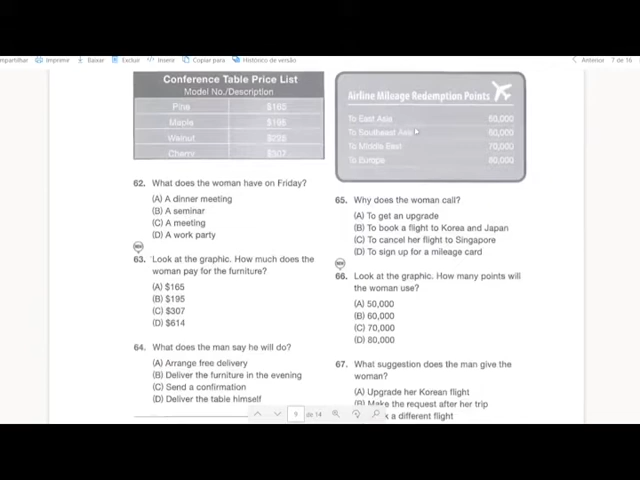 Imprimir
Baixar
Excluir
Inserir
Copiar para
Histórico de versão
Anterior
7 de 16
Conference Table Price List
Model No./Description
Pine $165
Maple $195
Walnut
Cherry $307
62. What does the woman have on Friday?
(A) A dinner meeting
(B) A seminar
(C) A meeting
(D) A work party
63. Look at the graphic. How much does the
woman pay for the furniture?
(A) $165
(B) $195
(C) $307
(D) $614
64. What does the man say he will do?
(A) Arrange free delivery
(B) Deliver the furniture in the evening
(C) Send a confirmation
(D) Deliver the table himself
Airline Mileage Redemption Points
To East Asia
To Southeast Asia 60,000
To Middle East 70,000
To Europe 80,000
65. Why does the woman call?
(A) To get an upgrade
(B) To book a flight to Korea and Japan
(C) To cancel her flight to Singapore
(D) To sign up for a mileage card
66. Look at the graphic. How many points will
the woman use?
(A) 50,000
(B) 60,000
(C) 70,000
(D) 80,000
67. What suggestion does the man give the
woman?
(A) Upgrade her Korean flight
(B) Make the request after her trip
a different flight
9 de 14